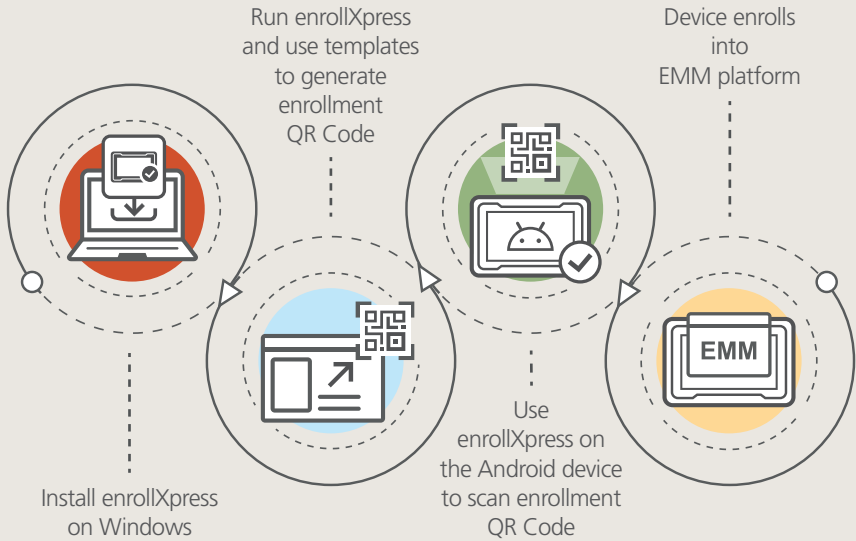 Install enrollXpress
on Windows
Run enrollXpress
and use templates
to generate
enrollment
QR Code
Use
enrollXpress on
the Android device
to scan enrollment
QR Code
Device enrolls
into
EMM platform
EMM